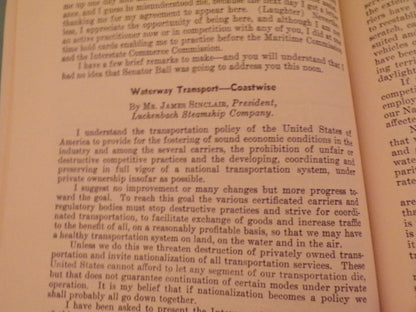 me up one day and
ance, and I guess he misunderstood me, because the next day I got a
thanking me for my agreement to appear here. (Laughter) Neverthe-
less, I appreciate the opportunity of being here, and although I am
an active practitioner now or in competition with any of you, I did at
time hold cards enabling me to practice before the Maritime Commission
and the Interstate Commerce Commission.
I have a few brief remarks to make—and you will understand that I
had no idea that Senator Ball was going to address you this noon.
Waterway Transport—Coastwise
By MR. JAMES SINCLAIR, President,
Luckenbach Steamship Company.
I understand the transportation policy of the United States of
America to provide for the fostering of sound economic conditions in the
industry and among the several carriers, the prohibition of unfair or
destructive competitive practices and the developing, coordinating and
preserving in full vigor of a national transportation system, under
private ownership insofar as possible.
I suggest no improvement or many changes but more progress to-
ward the goal. To reach this goal the various certificated carriers and
regulatory bodies must stop destructive practices and strive for coordi-
nated transportation, to facilitate exchange of goods and increase traffic
to the benefit of all, on a reasonably profitable basis, so that we may have
a healthy transportation system on land, on the water and in the air.
Unless we do this we threaten destruction of privately owned trans-
portation and invite nationalization of all transportation services. These
United States cannot afford to let any segment of our transportation die,
but that does not guarantee continuation of certain modes under private
operation. It is my belief that if nationalization becomes a policy we
shall probably all go down together.
I have been asked to present the